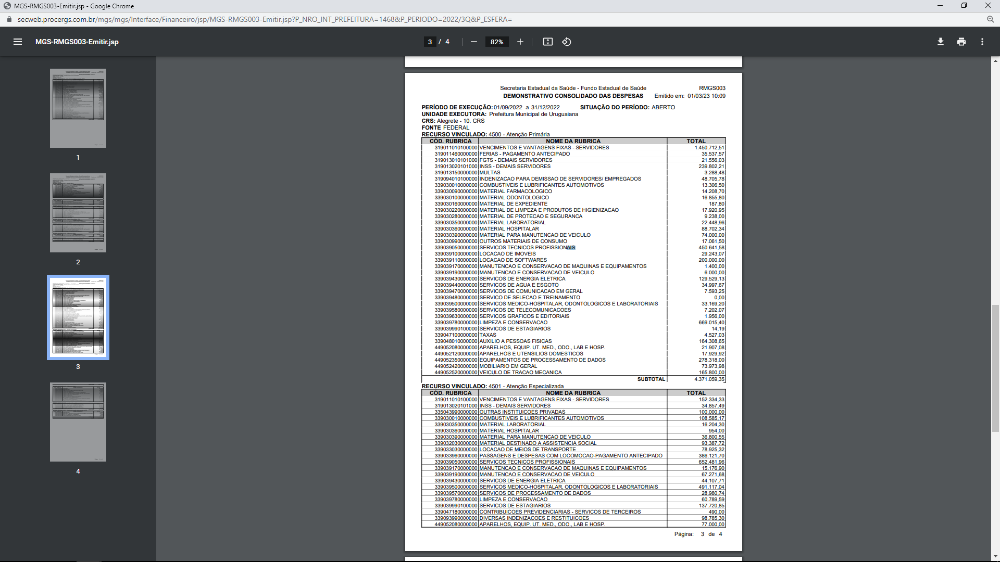 MGS-RMGS003-Emitir.jsp - Google Chrome
secweb.procergs.com.br/mgs/mgs/Interface/Financeiro/jsp/MGS-RMGS003-Emitir.jsp?P_NRO_INT_PREFEITURA=1468&P_PERIODO=2022/3Q&P_ESFERA=
MGS-RMGS003-Emitir.jsp 3 / 4 82%
1
2
3
4
Secretaria Estadual da Saúde - Fundo Estadual de Saúde RMGS003
DEMONSTRATIVO CONSOLIDADO DAS DESPESAS Emitido em: 01/03/23 10:09
PERÍODO DE EXECUÇÃO: 01/09/2022 a 31/12/2022 SITUAÇÃO DO PERÍODO: ABERTO
UNIDADE EXECUTORA: Prefeitura Municipal de Uruguaiana
CRS: Alegrete - 10. CRS
FONTE FEDERAL
RECURSO VINCULADO: 4500 - Atenção Primária
CÓD. RUBRICA NOME DA RUBRICA TOTAL
319011010100000 VENCIMENTOS E VANTAGENS FIXAS - SERVIDORES 1.450.712,51
319011460000000 FERIAS - PAGAMENTO ANTECIPADO 35.537,57
319013010101000 FGTS - DEMAIS SERVIDORES 21.556,03
319013020101000 INSS - DEMAIS SERVIDORES 239.802,21
319013150000000 MULTAS 3.288,48
319094010100000 INDENIZACAO PARA DEMISSAO DE SERVIDORES/ EMPREGADOS 48.705,78
339030010000000 COMBUSTIVEIS E LUBRIFICANTES AUTOMOTIVOS 13.306,50
339030090000000 MATERIAL FARMACOLOGICO 14.208,70
339030100000000 MATERIAL ODONTOLOGICO 16.855,80
339030160000000 MATERIAL DE EXPEDIENTE 187,80
339030220000000 MATERIAL DE LIMPEZA E PRODUTOS DE HIGIENIZACAO 17.920,95
339030280000000 MATERIAL DE PROTECAO E SEGURANCA 9.238,00
339030350000000 MATERIAL LABORATORIAL 22.448,96
339030360000000 MATERIAL HOSPITALAR 88.702,34
339030390000000 MATERIAL PARA MANUTENCAO DE VEICULO 74.000,00
339030990000000 OUTROS MATERIAIS DE CONSUMO 17.061,50
339039050000000 SERVICOS TECNICOS PROFISSIONAIS 450.641,58
339039100000000 LOCACAO DE IMOVEIS 29.243,07
339039110000000 LOCACAO DE SOFTWARES 200.000,00
339039170000000 MANUTENCAO E CONSERVACAO DE MAQUINAS E EQUIPAMENTOS 1.400,00
339039190000000 MANUTENCAO E CONSERVACAO DE VEICULO 6.000,00
339039430000000 SERVICOS DE ENERGIA ELETRICA 129.529,13
339039440000000 SERVICOS DE AGUA E ESGOTO 34.997,67
339039470000000 SERVICOS DE COMUNICACAO EM GERAL 7.593,25
339039480000000 SERVICO DE SELECAO E TREINAMENTO 0,00
339039500000000 SERVICOS MEDICO-HOSPITALAR, ODONTOLOGICOS E LABORATORIAIS 33.169,20
339039580000000 SERVICOS DE TELECOMUNICACOES 7.202,07
339039630000000 SERVICOS GRAFICOS E EDITORIAIS 1.956,00
339039780000000 LIMPEZA E CONSERVACAO 669.015,40
339039990100000 SERVICOS DE ESTAGIARIOS 14,19
339047100000000 TAXAS 4.527,03
339048010000000 AUXILIO A PESSOAS FISICAS 164.308,65
449052080000000 APARELHOS, EQUIP. UT. MED., ODO., LAB E HOSP. 21.907,08
449052120000000 APARELHOS E UTENSILIOS DOMESTICOS 17.929,92
449052350000000 EQUIPAMENTOS DE PROCESSAMENTO DE DADOS 278.318,00
449052420000000 MOBILIARIO EM GERAL 73.973,98
449052520000000 VEICULO DE TRACAO MECANICA 165.800,00
SUBTOTAL 4.371.059,35
RECURSO VINCULADO: 4501 - Atenção Especializada
CÓD. RUBRICA NOME DA RUBRICA TOTAL
319011010100000 VENCIMENTOS E VANTAGENS FIXAS - SERVIDORES 152.334,33
319013020101000 INSS - DEMAIS SERVIDORES 34.857,49
335043990000000 OUTRAS INSTITUICOES PRIVADAS 100.000,00
339030010000000 COMBUSTIVEIS E LUBRIFICANTES AUTOMOTIVOS 108.585,17
339030350000000 MATERIAL LABORATORIAL 16.204,30
339030360000000 MATERIAL HOSPITALAR 954,00
339030390000000 MATERIAL PARA MANUTENCAO DE VEICULO 36.800,55
339032030000000 MATERIAL DESTINADO A ASSISTENCIA SOCIAL 93.387,72
339033030000000 LOCACAO DE MEIOS DE TRANSPORTE 78.925,32
339033960000000 PASSAGENS E DESPESAS COM LOCOMOCAO-PAGAMENTO ANTECIPADO 386.121,70
339039050000000 SERVICOS TECNICOS PROFISSIONAIS 652.481,96
339039170000000 MANUTENCAO E CONSERVACAO DE MAQUINAS E EQUIPAMENTOS 15.176,90
339039190000000 MANUTENCAO E CONSERVACAO DE VEICULO 67.271,68
339039430000000 SERVICOS DE ENERGIA ELETRICA 44.107,71
339039500000000 SERVICOS MEDICO-HOSPITALAR, ODONTOLOGICOS E LABORATORIAIS 491.117,04
339039570000000 SERVICOS DE PROCESSAMENTO DE DADOS 28.980,74
339039780000000 LIMPEZA E CONSERVACAO 60.789,59
339039990100000 SERVICOS DE ESTAGIARIOS 137.720,85
339047180000000 CONTRIBUICOES PREVIDENCIARIAS - SERVICOS DE TERCEIROS 490,00
339093990000000 DIVERSAS INDENIZACOES E RESTITUICOES 98.785,30
449052080000000 APARELHOS, EQUIP. UT. MED., ODO., LAB E HOSP. 77.000,00
Página: 3 de 4